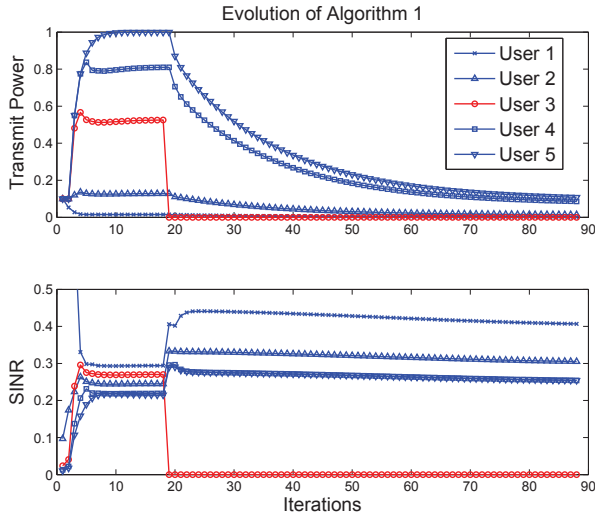 Evolution of Algorithm 1
Transmit Power
1
0.8
0.6
0.4
0.2
0
0 10 20 30 40 50 60 70 80 90
User 1
User 2
User 3
User 4
User 5
SINR
0.5
0.4
0.3
0.2
0.1
0
0 10 20 30 40 50 60 70 80 90
Iterations